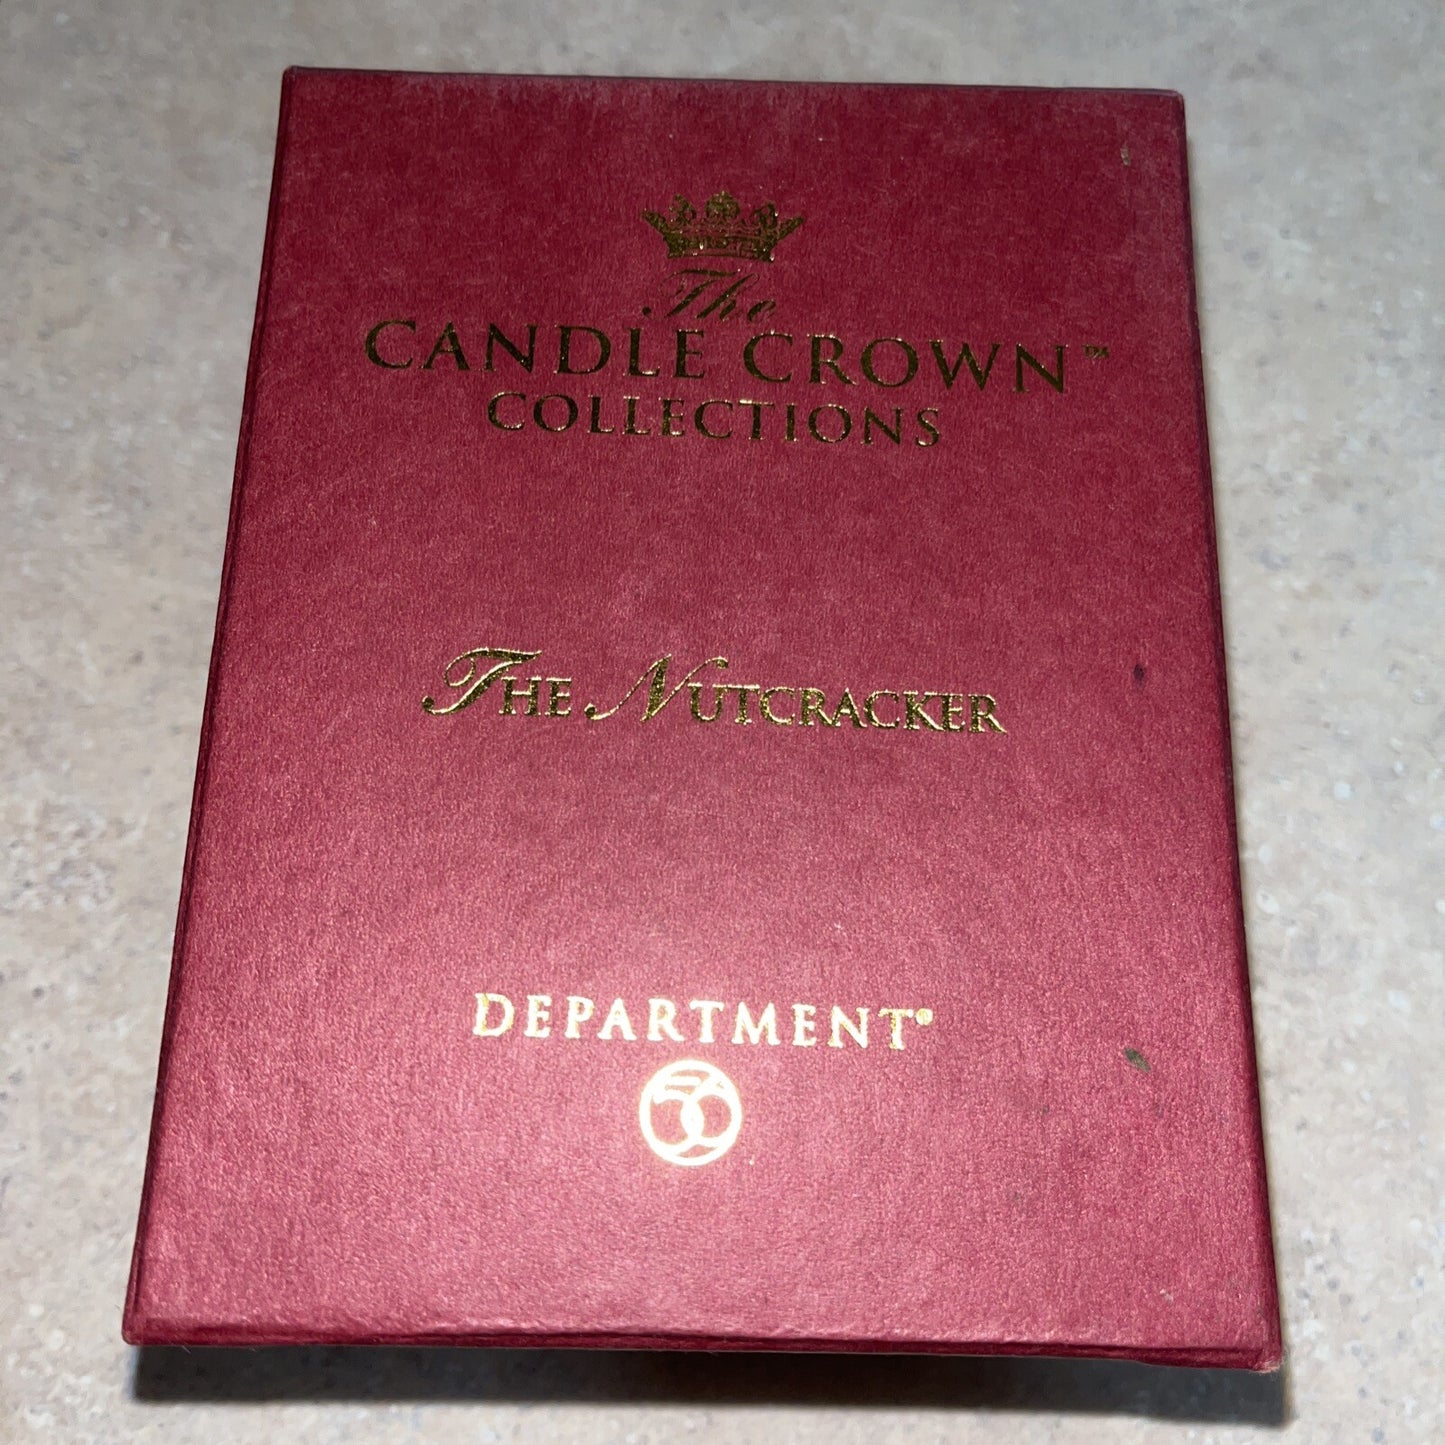 The
CANDLE CROWN™
COLLECTIONS
THE NUTCRACKER
DEPARTMENT®
56